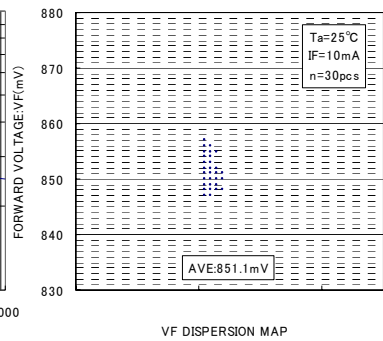 880
870
860
850
840
830
FORWARD VOLTAGE:VF(mV)
Ta=25°C
IF=10mA
n=30pcs
AVE:851.1mV
000
VF DISPERSION MAP